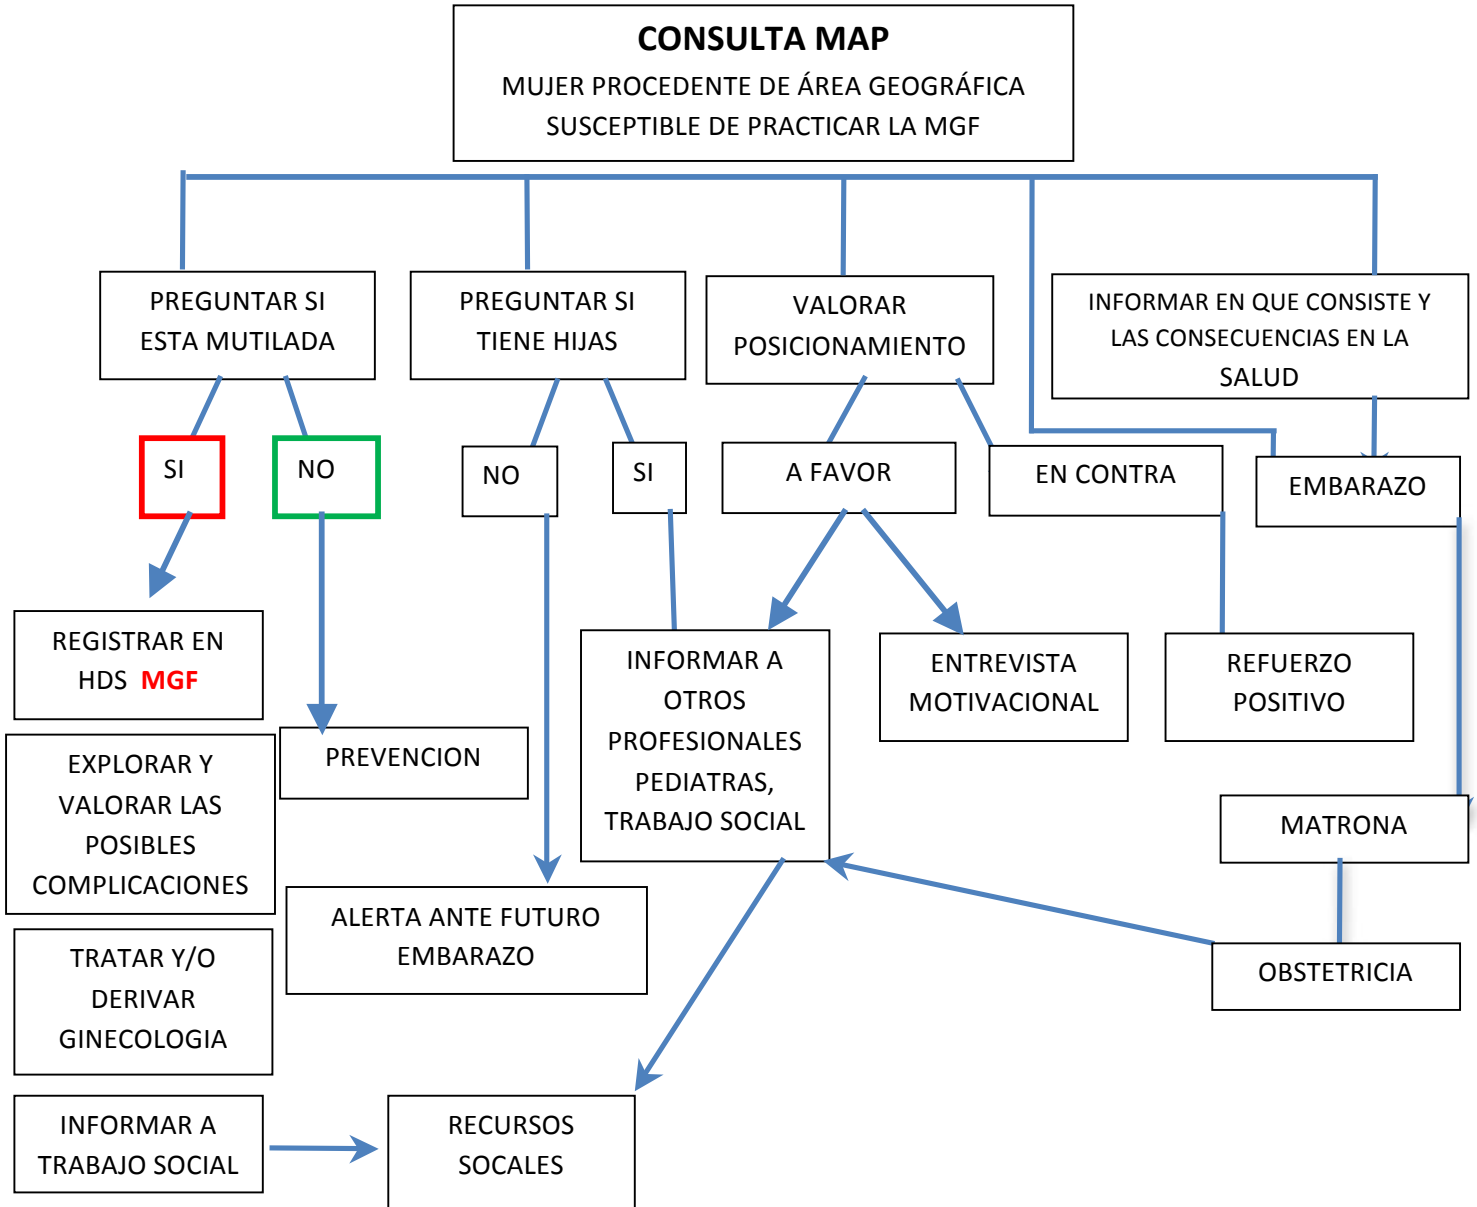 CONSULTA MAP
MUJER PROCEDENTE DE ÁREA GEOGRÁFICA
SUSCEPTIBLE DE PRACTICAR LA MGF
PREGUNTAR SI
ESTA MUTILADA
PREGUNTAR SI
TIENE HIJAS
VALORAR
POSICIONAMIENTO
INFORMAR EN QUE CONSISTE Y
LAS CONSECUENCIAS EN LA
SALUD
SI
NO
NO
SI
A FAVOR
EN CONTRA
EMBARAZO
REGISTRAR EN
HDS MGF
PREVENCION
INFORMAR A
OTROS
PROFESIONALES
PEDIATRAS,
TRABAJO SOCIAL
ENTREVISTA
MOTIVACIONAL
REFUERZO
POSITIVO
EXPLORAR Y
VALORAR LAS
POSIBLES
COMPLICACIONES
MATRONA
ALERTA ANTE FUTURO
EMBARAZO
TRATAR Y/O
DERIVAR
GINECOLOGIA
OBSTETRICIA
INFORMAR A
TRABAJO SOCIAL
RECURSOS
SOCALES